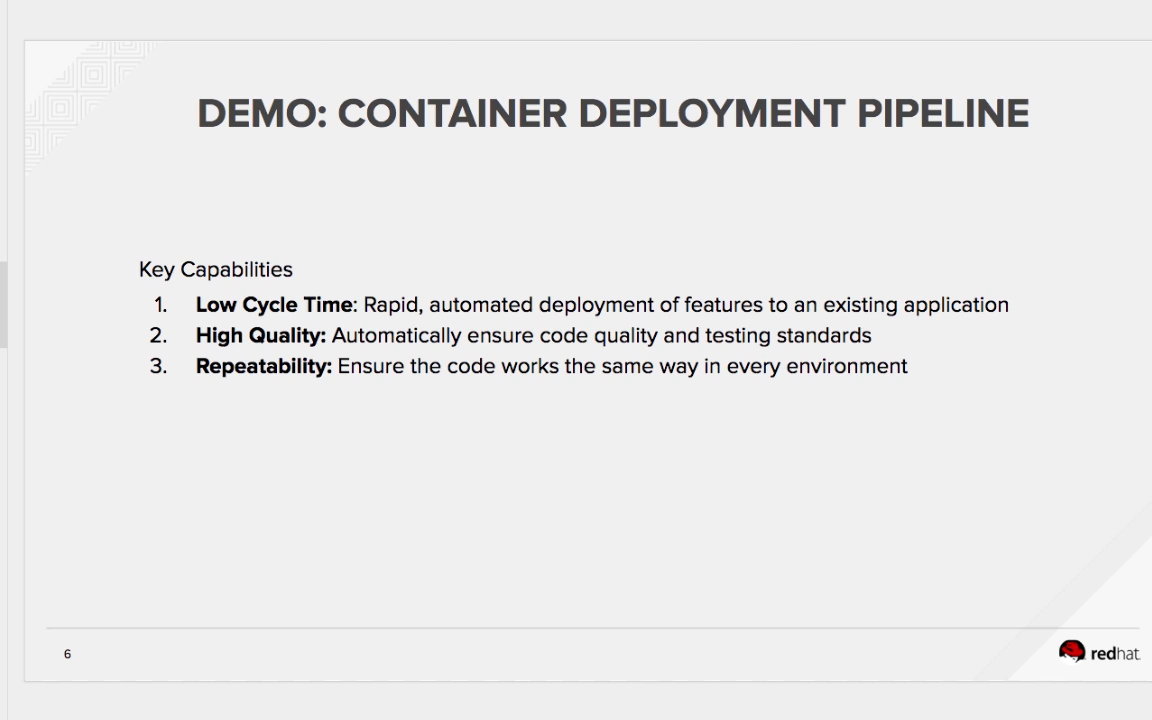 DEMO: CONTAINER DEPLOYMENT PIPELINE
Key Capabilities
1. Low Cycle Time: Rapid, automated deployment of features to an existing application
2. High Quality: Automatically ensure code quality and testing standards
3. Repeatability: Ensure the code works the same way in every environment
6
redhat.